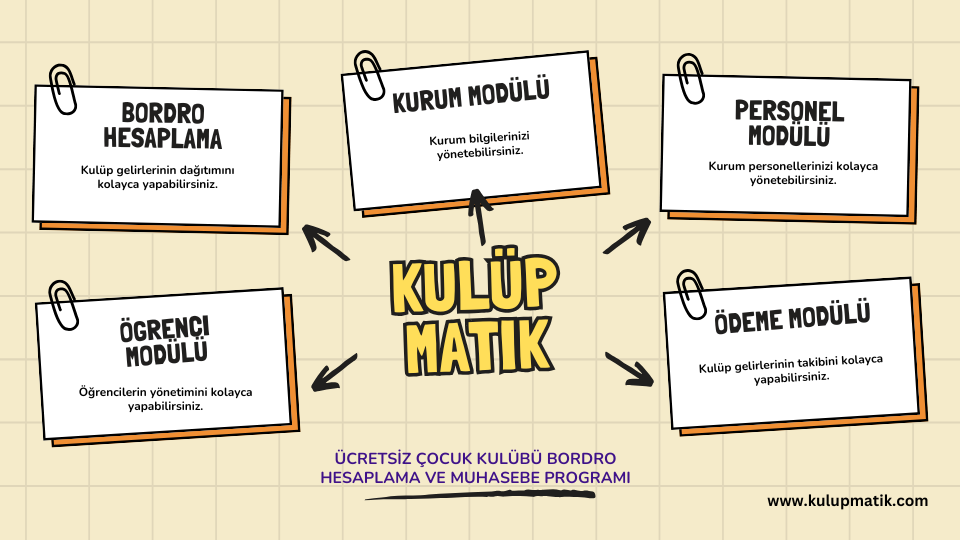 BORDRO
HESAPLAMA
Kulüp gelirlerinin dağıtımını
kolayca yapabilirsiniz.
KURUM MODÜLÜ
Kurum bilgilerinizi
yönetebilirsiniz.
PERSONEL
MODÜLÜ
Kurum personellerinizi kolayca
yönetebilirsiniz.
KULÜP
MATIK
ÖGRENÇI
MODÜLÜ
Öğrencilerin yönetimini kolayca
yapabilirsiniz.
ÖDEME MODÜLÜ
Kulüp gelirlerinin takibini kolayca
yapabilirsiniz.
ÜCRETSİZ ÇOCUK KULÜBÜ BORDRO
HESAPLAMA VE MUHASEBE PROGRAMI
www.kulupmatik.com